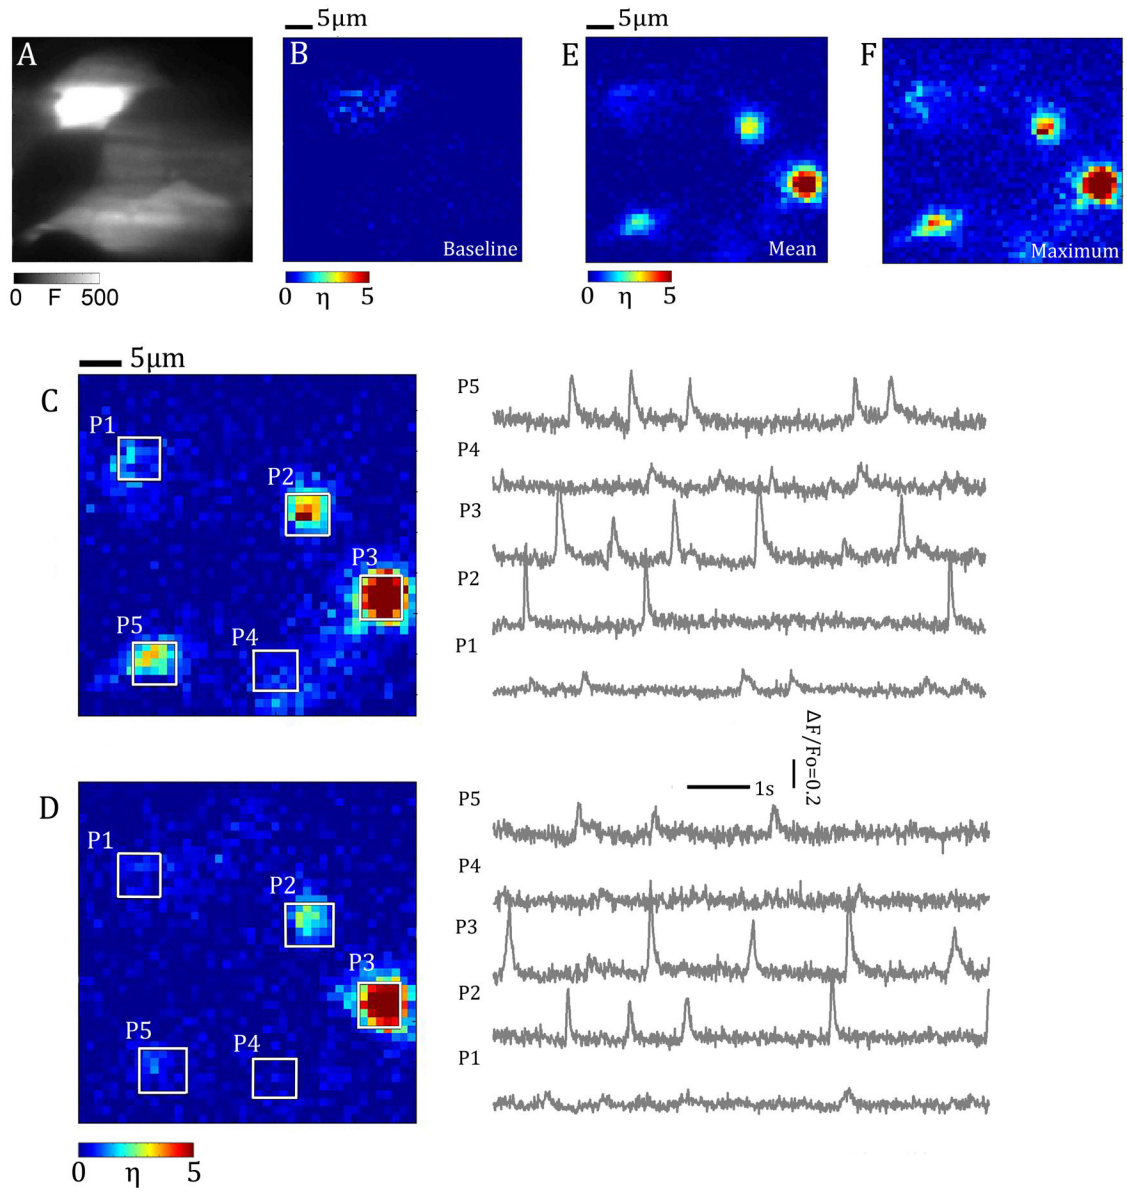 5µm
5µm
A
B
E
F
Baseline
Mean
Maximum
0 F 500
0 η 5
0 η 5
5µm
C
P1
P2
P3
P5
P4
P5
P4
P3
P2
P1
ΔF/Fo=0.2
1s
D
P1
P2
P3
P5
P4
P5
P4
P3
P2
P1
0 η 5